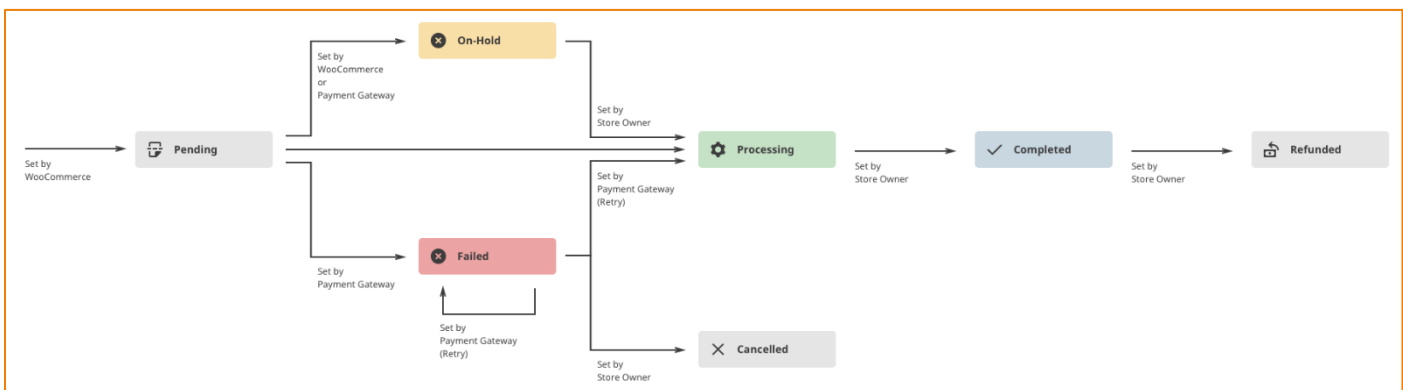 On-Hold
Set by
WooCommerce
or
Payment Gateway
Set by
Store Owner
Pending
Processing
Completed
Refunded
Set by
WooCommerce
Set by
Store Owner
Set by
Store Owner
Set by
Payment Gateway
(Retry)
Failed
Set by
Payment Gateway
Set by
Payment Gateway
(Retry)
Cancelled
Set by
Store Owner